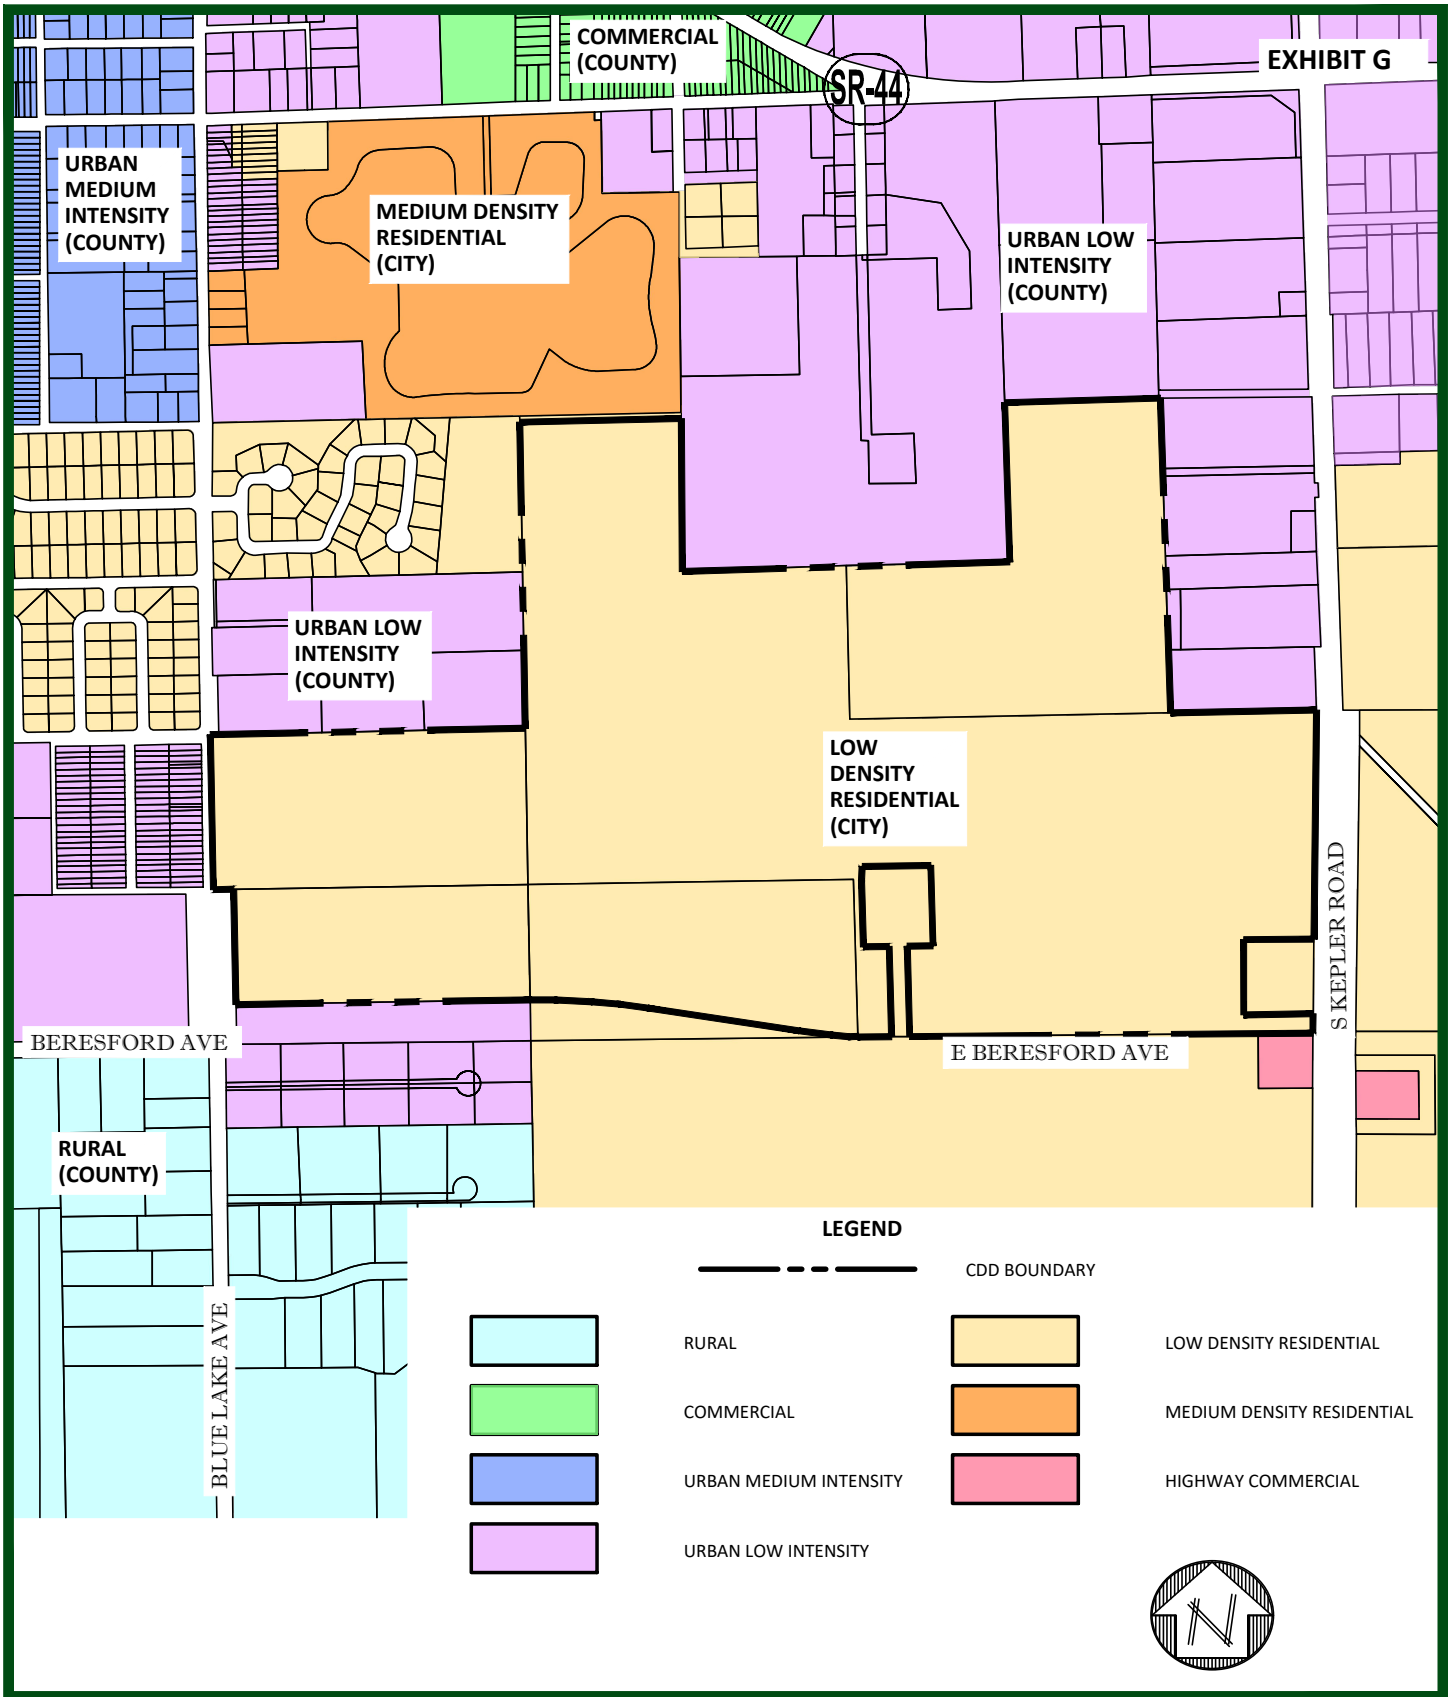 COMMERCIAL
(COUNTY)
EXHIBIT G
SR-44
URBAN
MEDIUM
INTENSITY
(COUNTY)
MEDIUM DENSITY
RESIDENTIAL
(CITY)
URBAN LOW
INTENSITY
(COUNTY)
URBAN LOW
INTENSITY
(COUNTY)
LOW
DENSITY
RESIDENTIAL
(CITY)
S KEPLER ROAD
BERESFORD AVE
E BERESFORD AVE
RURAL
(COUNTY)
BLUE LAKE AVE
LEGEND
CDD BOUNDARY
RURAL
LOW DENSITY RESIDENTIAL
COMMERCIAL
MEDIUM DENSITY RESIDENTIAL
URBAN MEDIUM INTENSITY
HIGHWAY COMMERCIAL
URBAN LOW INTENSITY
N